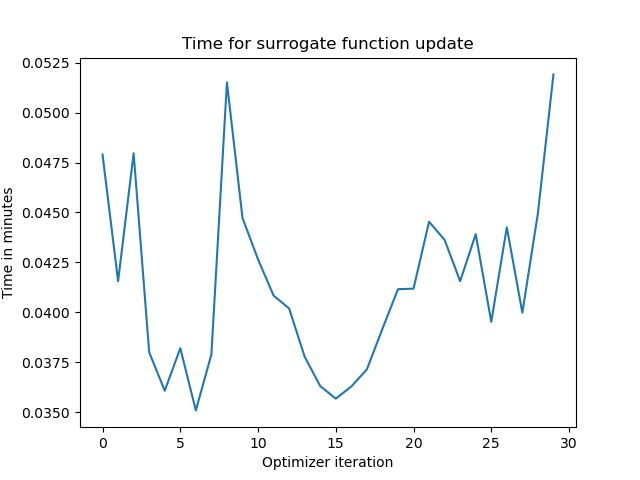 Time for surrogate function update
Time in minutes
0.0525
0.0500
0.0475
0.0450
0.0425
0.0400
0.0375
0.0350
0 5 10 15 20 25 30
Optimizer iteration